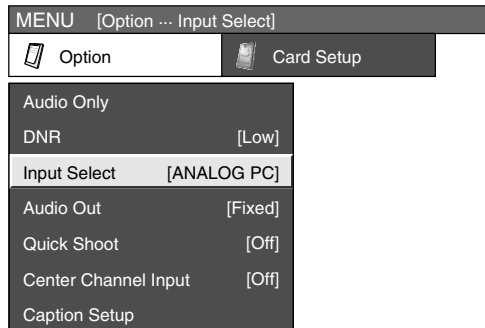 MENU [Option ··· Input Select]
Option Card Setup
Audio Only
DNR [Low]
Input Select [ANALOG PC]
Audio Out [Fixed]
Quick Shoot [Off]
Center Channel Input [Off]
Caption Setup